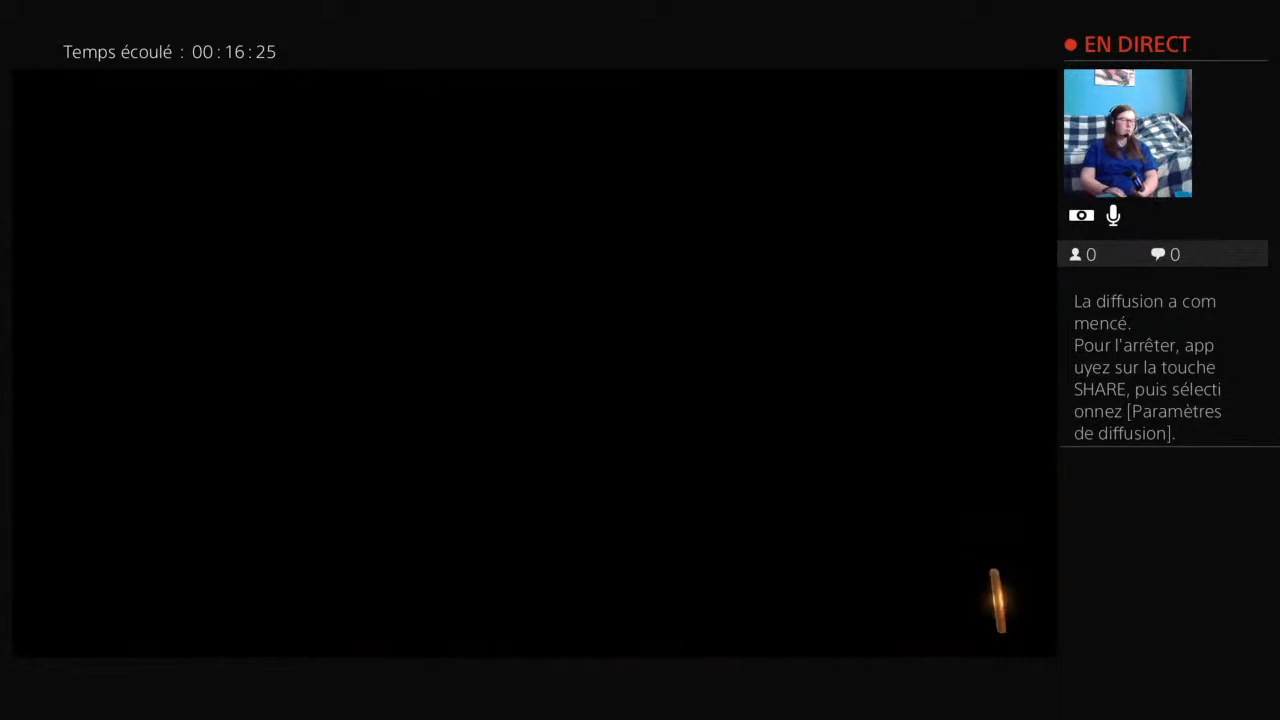 Temps écoulé : 00:16:25
EN DIRECT
0
0
La diffusion a com
mencé.
Pour l'arrêter, app
uyez sur la touche
SHARE, puis sélecti
onnez [Paramètres
de diffusion].